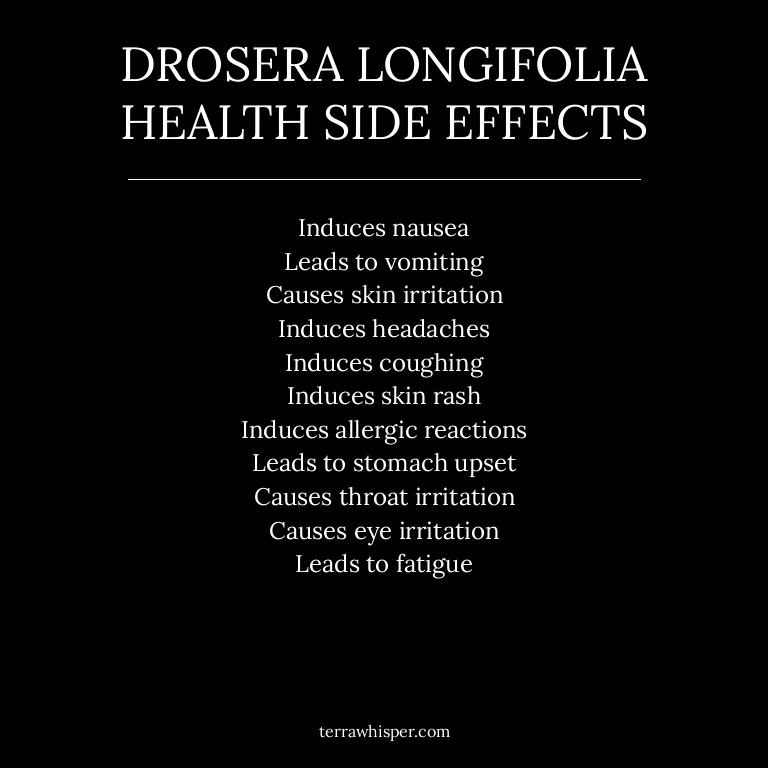 DROSERA LONGIFOLIA
HEALTH SIDE EFFECTS
Induces nausea
Leads to vomiting
Causes skin irritation
Induces headaches
Induces coughing
Induces skin rash
Induces allergic reactions
Leads to stomach upset
Causes throat irritation
Causes eye irritation
Leads to fatigue
terrawhisper.com